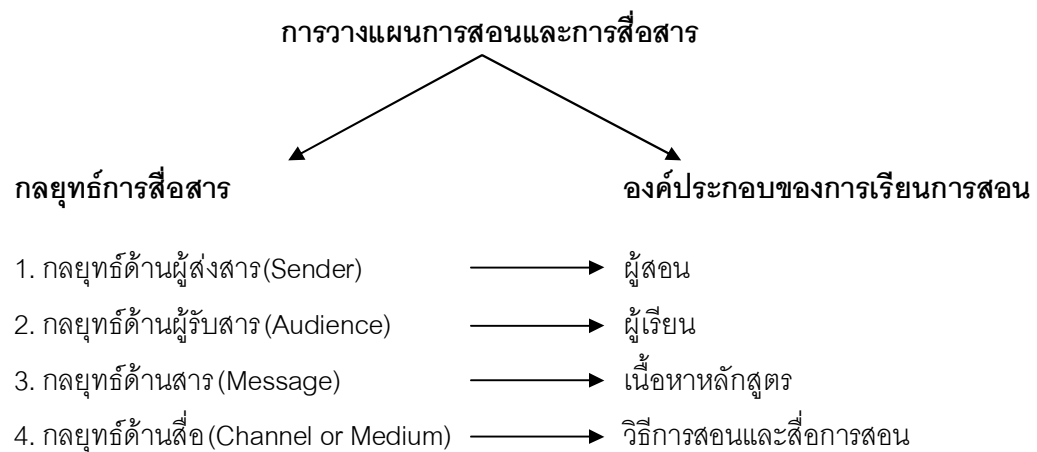 การวางแผนการสอนและการสื่อสาร
กลยุทธ์การสื่อสาร องค์ประกอบของการเรียนการสอน
1. กลยุทธ์ด้านผู้ส่งสาร(Sender) ผู้สอน
2. กลยุทธ์ด้านผู้รับสาร(Audience) ผู้เรียน
3. กลยุทธ์ด้านสาร(Message) เนื้อหาหลักสูตร
4. กลยุทธ์ด้านสื่อ(Channel or Medium) วิธีการสอนและสื่อการสอน